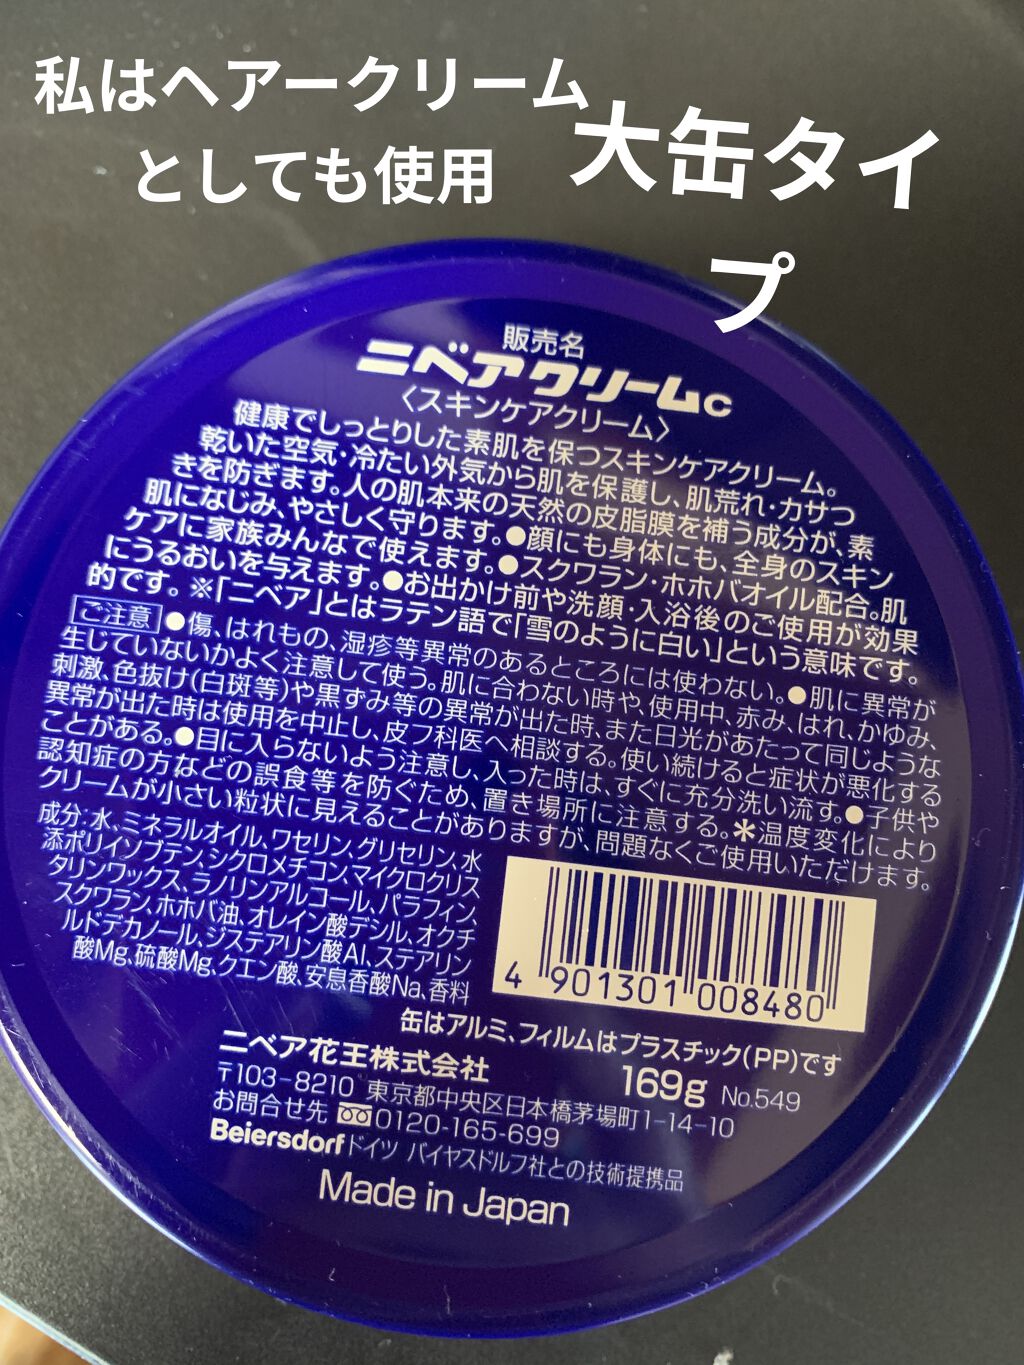 私はヘアークリーム
としても使用
大缶タイ
プ
販売名
ニベアクリームc
〈スキンケアクリーム〉
健康でしっとりした素肌を保つスキンケアクリーム。
乾いた空気・冷たい外気から肌を保護し、肌荒れ・カサつ
きを防ぎます。人の肌本来の天然の皮脂膜を補う成分が、素
肌になじみ、やさしく守ります。●顔にも身体にも、全身のスキン
ケアに家族みんなで使えます。●スクワラン・ホホバオイル配合。肌
にうるおいを与えます。●お出かけ前や洗顔・入浴後のご使用が効果
的です。※「ニベア」とはラテン語で「雪のように白い」という意味です。
ご注意 ●傷、はれもの、湿疹等異常のあるところには使わない。●肌に異常が
生じていないかよく注意して使う。肌に合わない時や、使用中、赤み、はれ、かゆみ、
刺激、色抜け(白斑等)や黒ずみ等の異常が出た時、また日光があたって同じような
異常が出た時は使用を中止し、皮フ科医へ相談する。使い続けると症状が悪化する
ことがある。●目に入らないよう注意し、入った時は、すぐに充分洗い流す。●子供や
認知症の方などの誤食等を防ぐため、置き場所に注意する。＊温度変化により
クリームが小さい粒状に見えることがありますが、問題なくご使用いただけます。
成分:水、ミネラルオイル、ワセリン、グリセリン、水
添ポリイソブテン、シクロメチコン、マイクロクリス
タリンワックス、ラノリンアルコール、パラフィン、
スクワラン、ホホバ油、オレイン酸デシル、オクチ
ルドデカノール、ジステアリン酸Al、ステアリン
酸Mg、硫酸Mg、クエン酸、安息香酸Na、香料
4 901301 008480
缶はアルミ、フィルムはプラスチック(PP)です
ニベア花王株式会社
169g No.549
〒103-8210 東京都中央区日本橋茅場町1-14-10
お問合せ先 0120-165-699
Beiersdorf ドイツ バイヤスドルフ社との技術提携品
Made in Japan